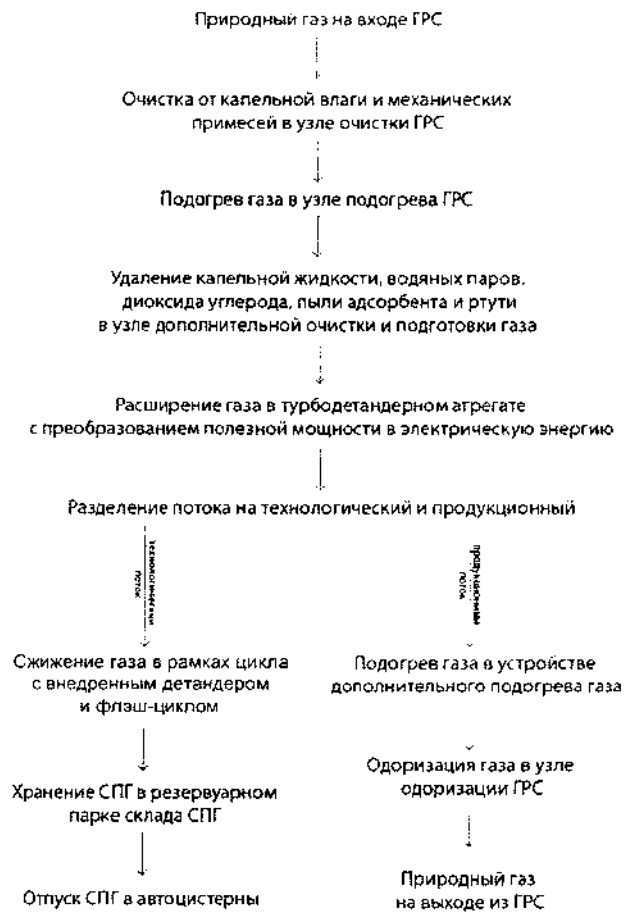 Природный газ на входе ГРС
Очистка от капельной влаги и механических
примесей в узле очистки ГРС
Подогрев газа в узле подогрева ГРС
Удаление капельной жидкости, водяных паров,
диоксида углерода, пыли адсорбента и ртути
в узле дополнительной очистки и подготовки газа
Расширение газа в турбодетандерном агрегате
с преобразованием полезной мощности в электрическую энергию
Разделение потока на технологический и продукционный
Технологический
поток
Продукционный
поток
Сжижение газа в рамках цикла
с внедренным детандером
и флэш-циклом
Подогрев газа в устройстве
дополнительного подогрева газа
Хранение СПГ в резервуарном
парке склада СПГ
Одоризация газа в узле
одоризации ГРС
Отпуск СПГ в автоцистерны
Природный газ
на выходе из ГРС